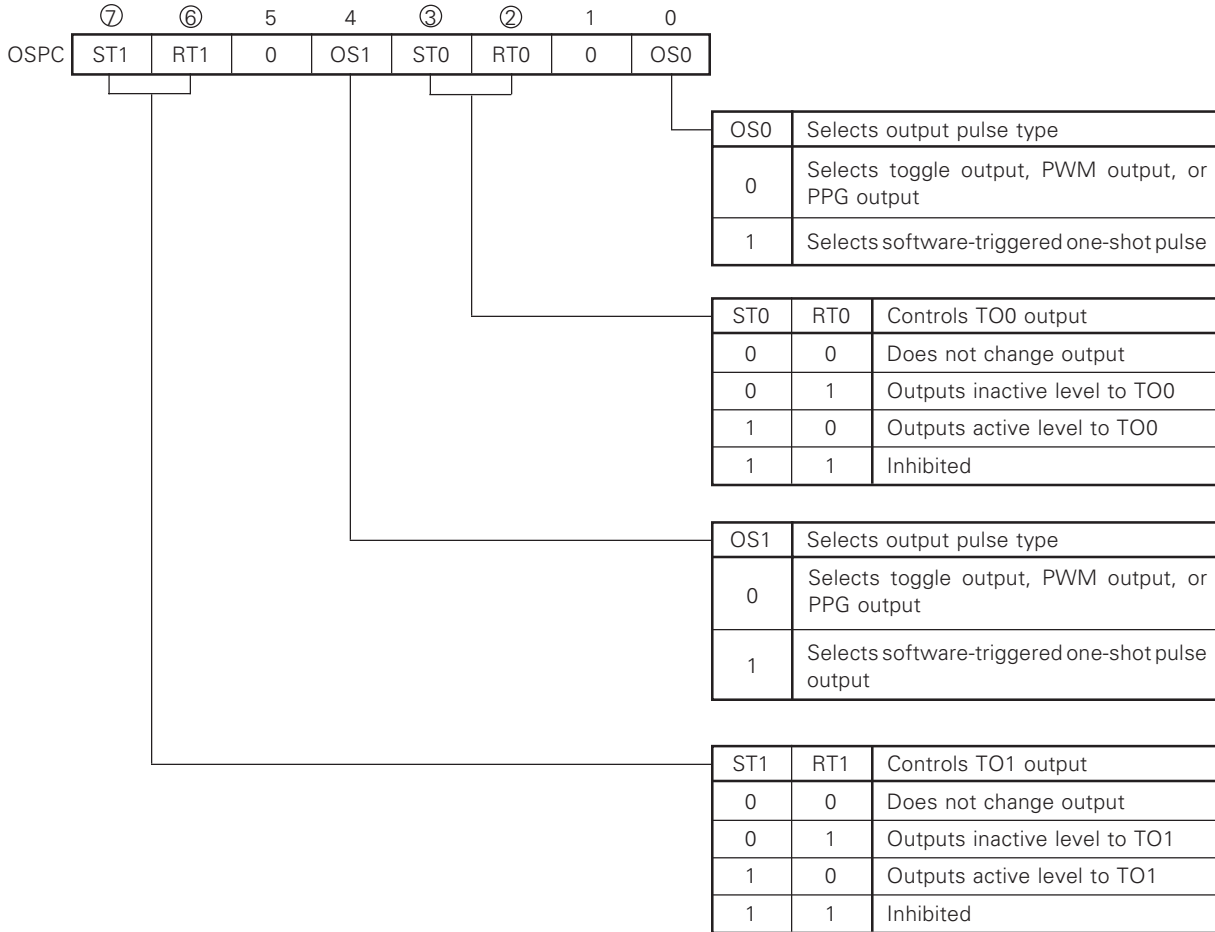 ⑦ ⑥ 5 4 ③ ② 1 0
OSPC ST1 RT1 0 OS1 ST0 RT0 0 OS0
OS0 Selects output pulse type
0 Selects toggle output, PWM output, or
PPG output
1 Selects software-triggered one-shot pulse
ST0 RT0 Controls TO0 output
0 0 Does not change output
0 1 Outputs inactive level to TO0
1 0 Outputs active level to TO0
1 1 Inhibited
OS1 Selects output pulse type
0 Selects toggle output, PWM output, or
PPG output
1 Selects software-triggered one-shot pulse
output
ST1 RT1 Controls TO1 output
0 0 Does not change output
0 1 Outputs inactive level to TO1
1 0 Outputs active level to TO1
1 1 Inhibited